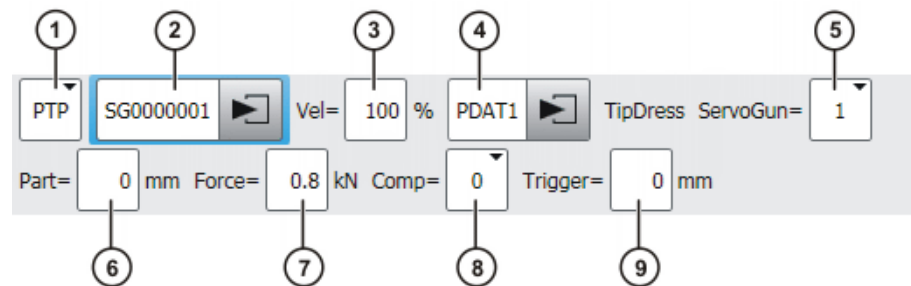 1 2 3 4 5
PTP SG0000001 Vel= 100 % PDAT1 TipDress ServoGun= 1
Part= 0 mm Force= 0.8 kN Comp= 0 Trigger= 0 mm
6 7 8 9